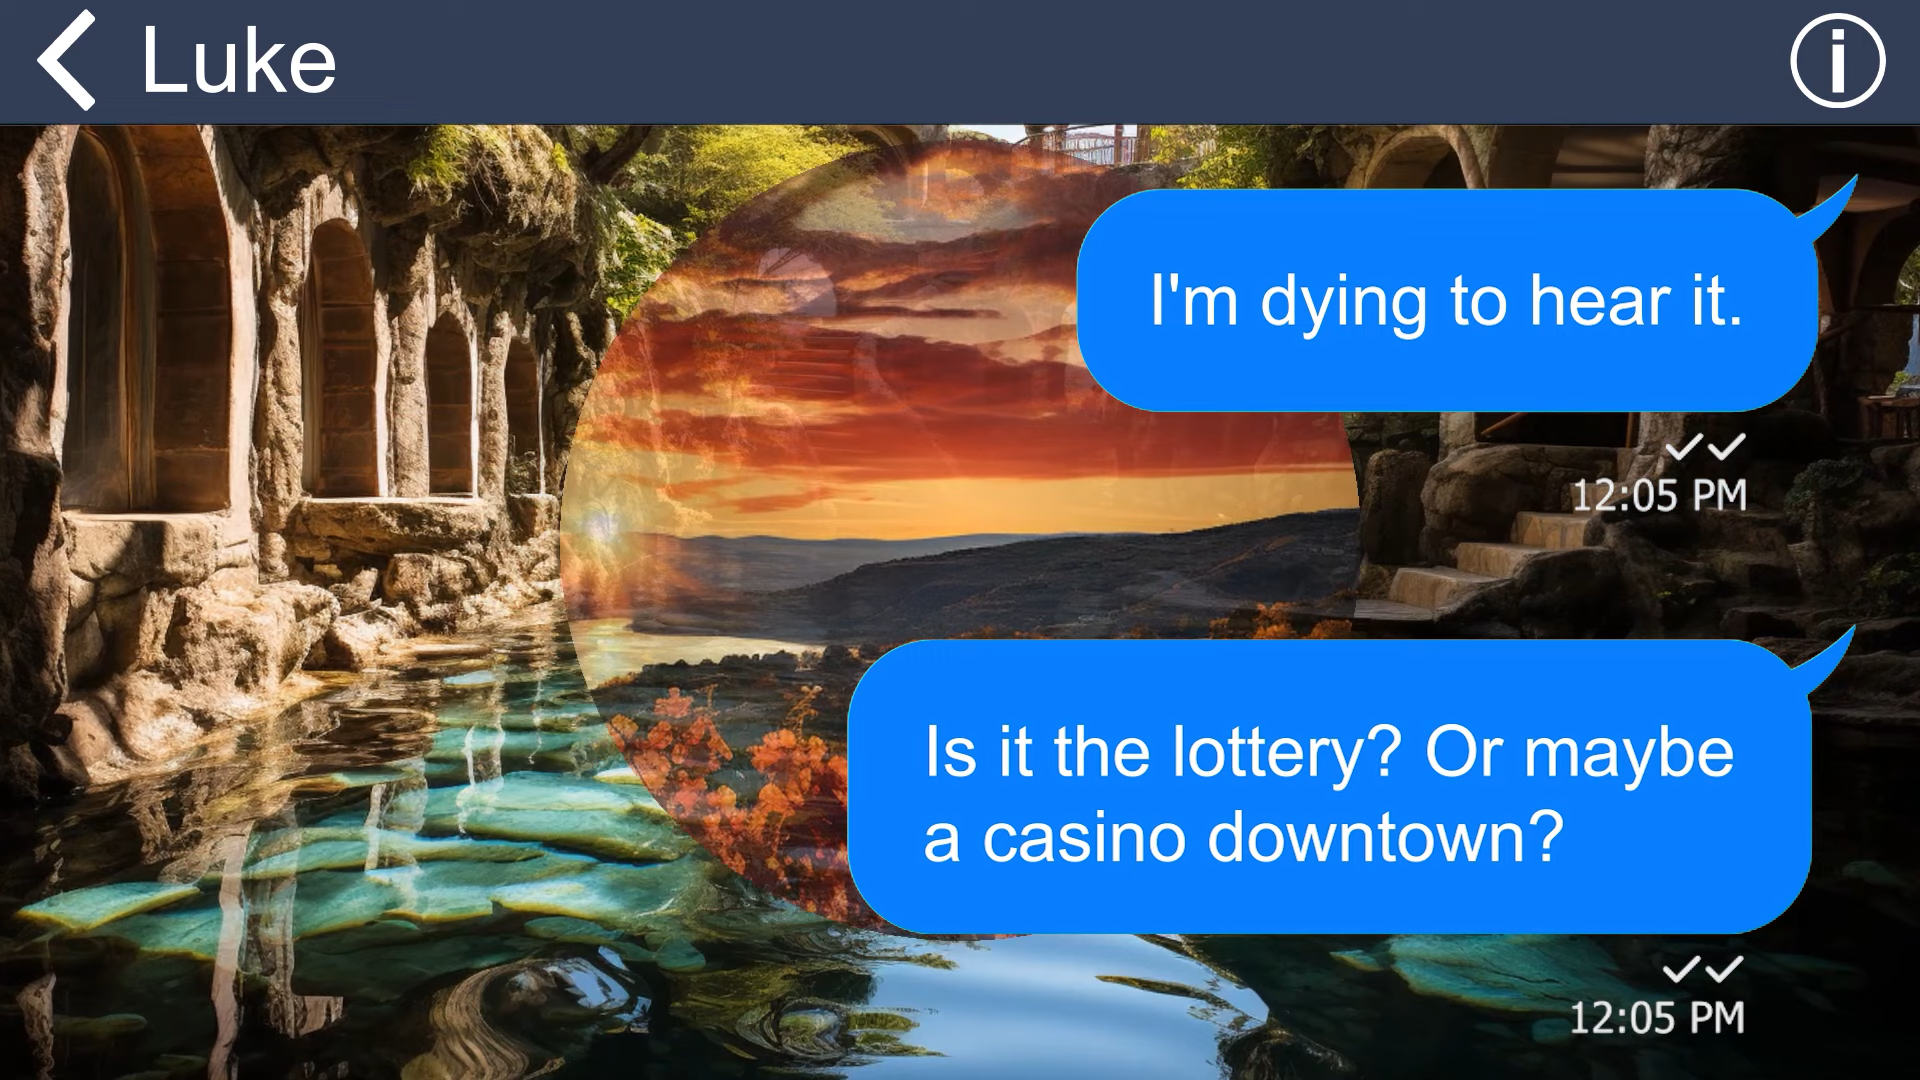 Luke
I'm dying to hear it.
12:05 PM
Is it the lottery? Or maybe
a casino downtown?
12:05 PM